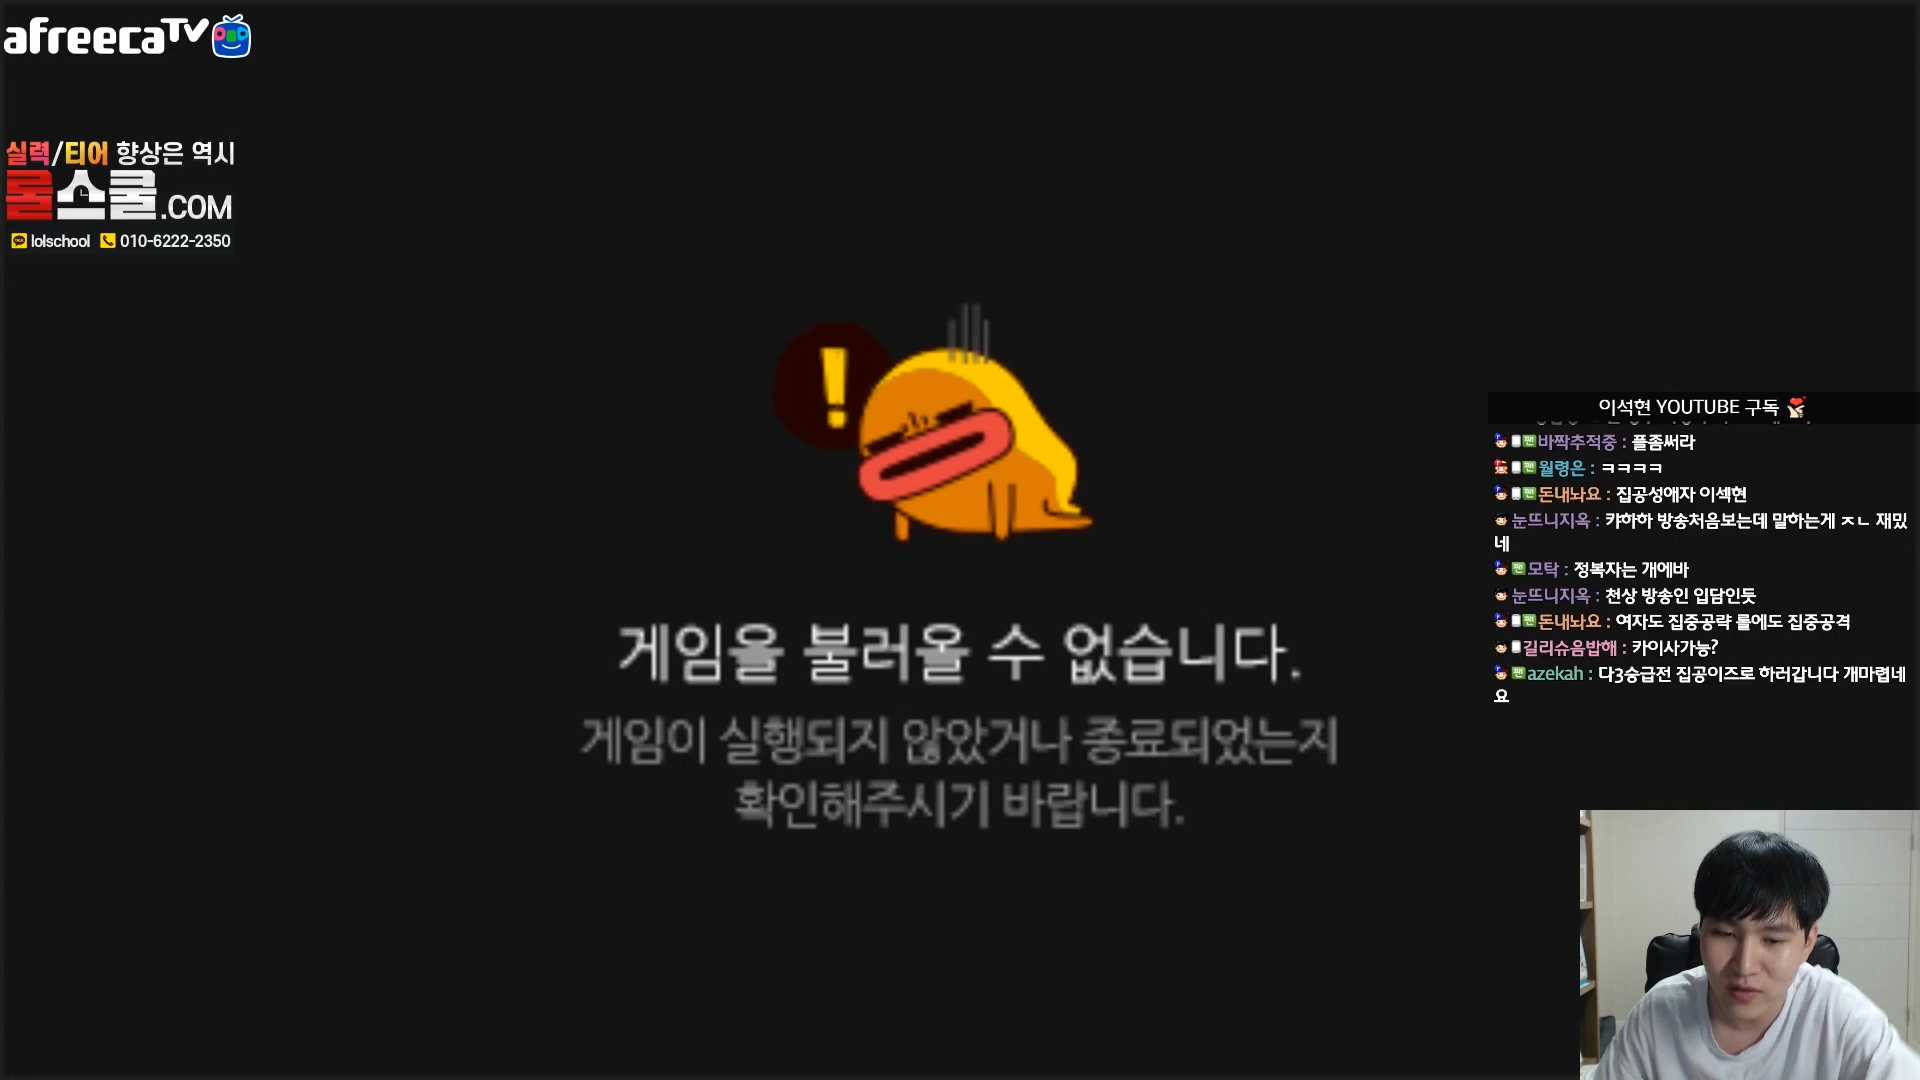 afreecaTV
실력/티어 향상은 역시
롤스쿨.COM
lolschool 010-6222-2350
!
게임을 불러올 수 없습니다.
게임이 실행되지 않았거나 종료되었는지
확인해주시기 바랍니다.
이석현 YOUTUBE 구독
팬 바짝추적중 : 플좀써라
팬 월령은 : ㅋㅋㅋㅋ
팬 돈내놔요 : 집공성애자 이섹현
눈뜨니지옥 : 캬하하 방송처음보는데 말하는게 ㅈㄴ 재밌
네
팬 모탁 : 정복자는 개에바
눈뜨니지옥 : 천상 방송인 입담인듯
팬 돈내놔요 : 여자도 집중공략 롤에도 집중공격
길리슈음밥해 : 카이사가능?
팬 azekah : 다3승급전 집공이즈로 하러갑니다 개마렵네
요